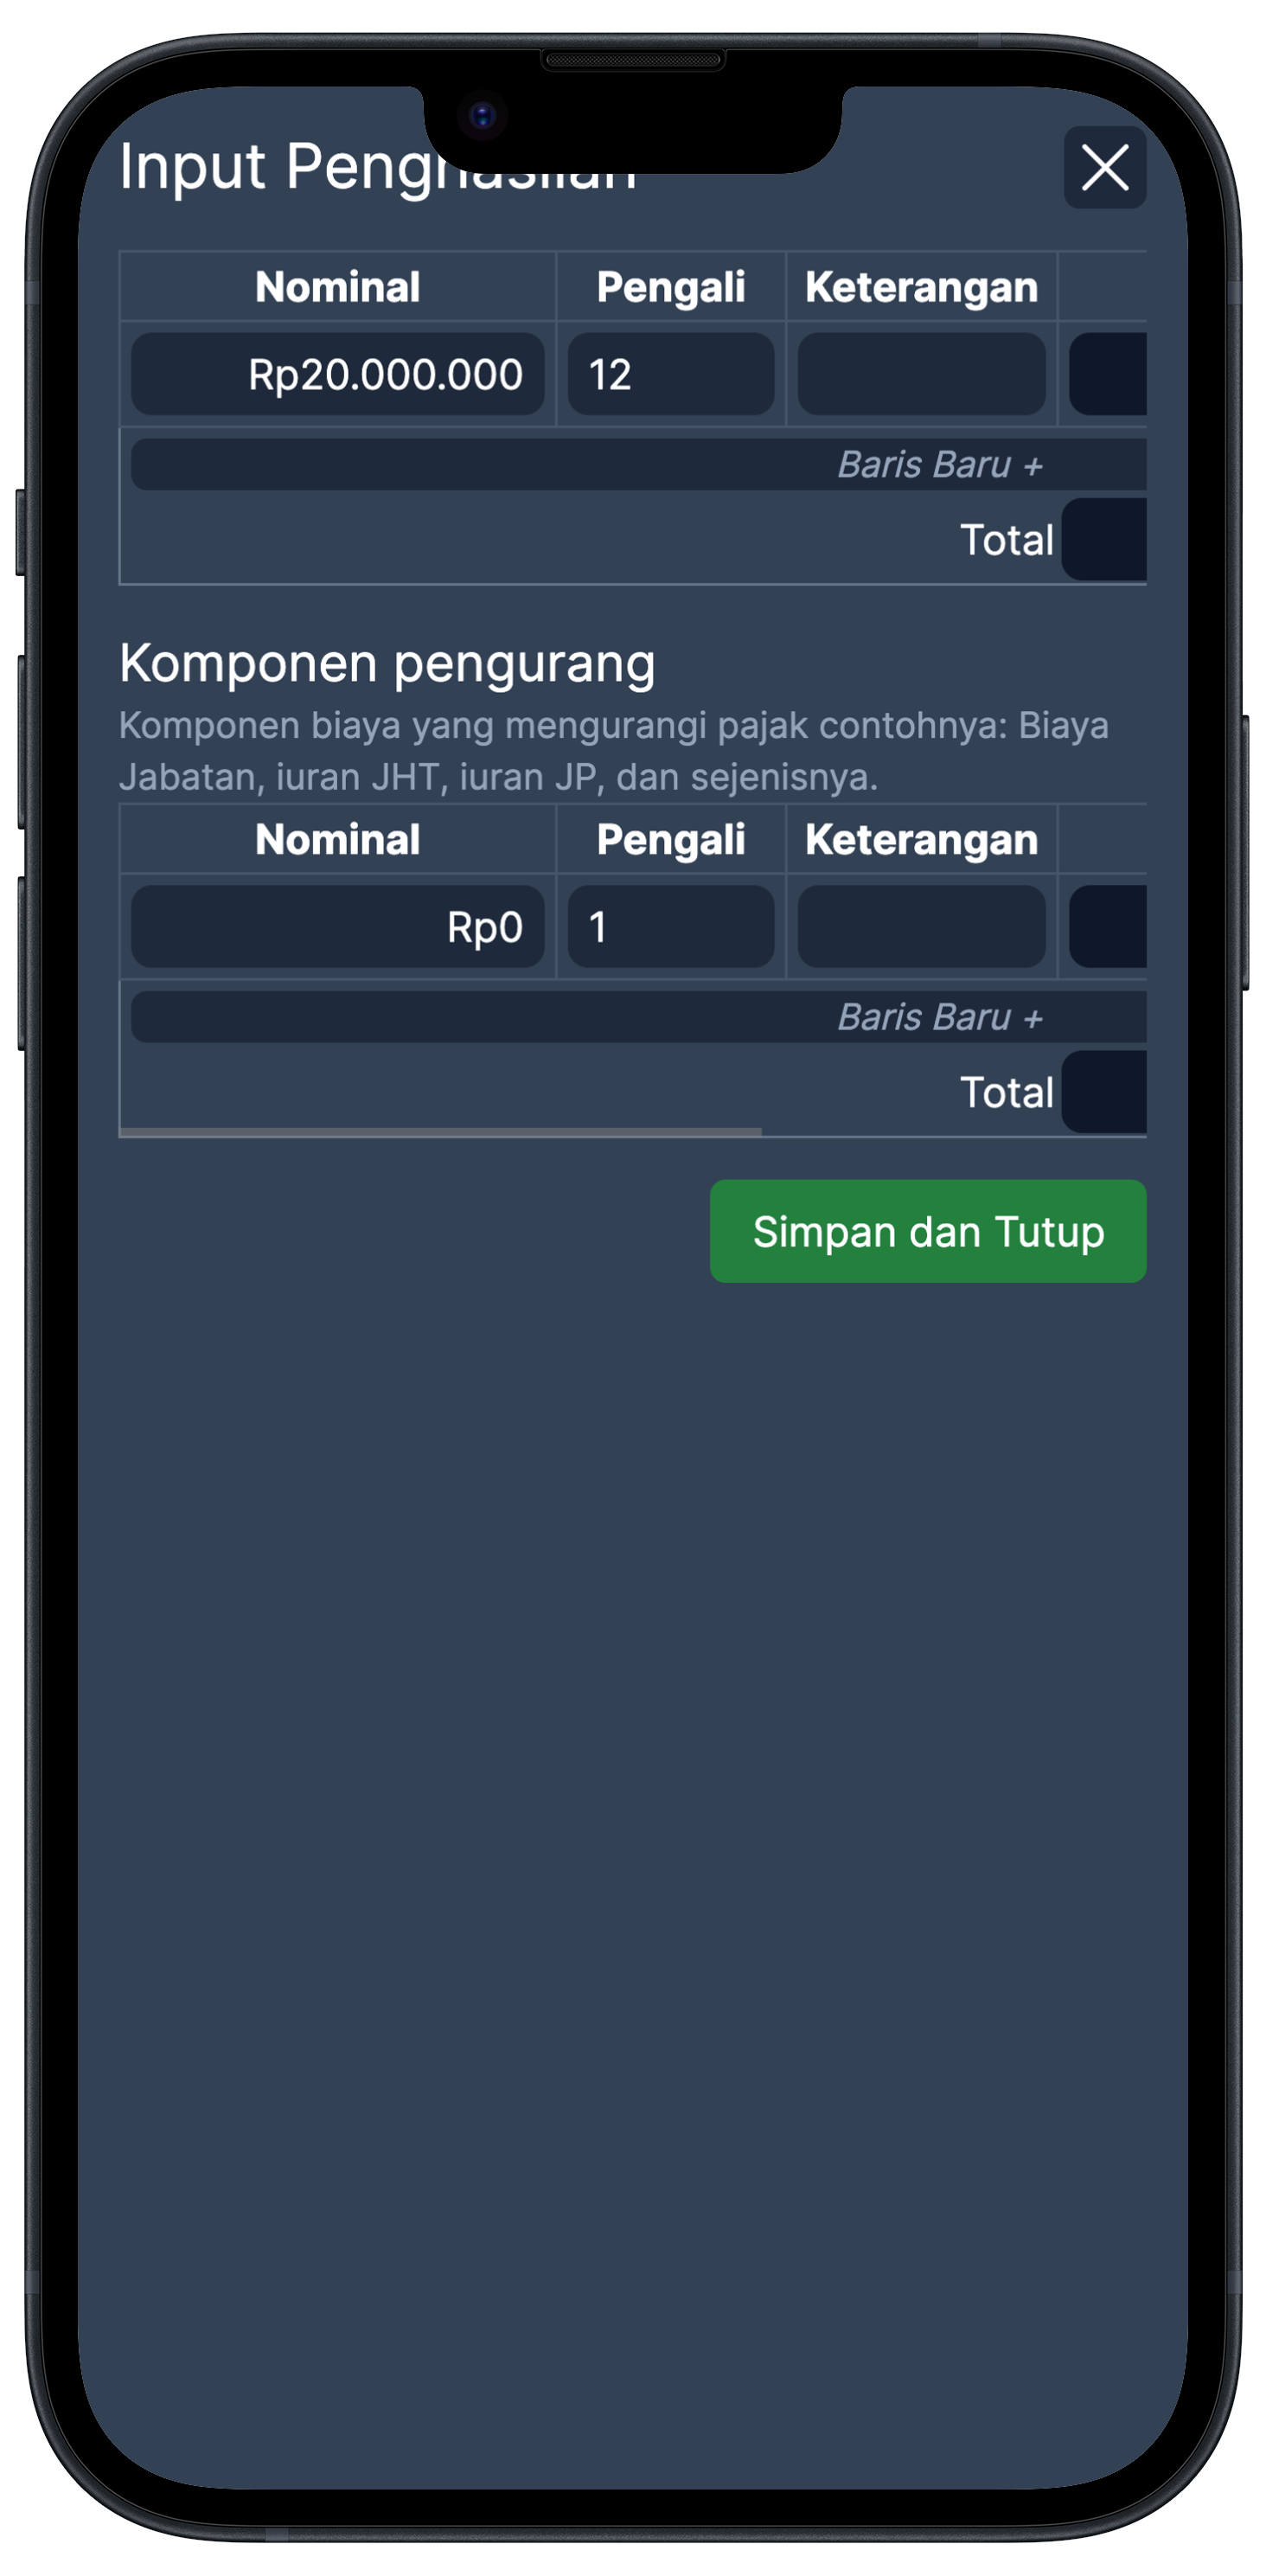 Input Penghasilan
Nominal Pengali Keterangan
Rp20.000.000 12
Baris Baru +
Total
Komponen pengurang
Komponen biaya yang mengurangi pajak contohnya: Biaya
Jabatan, iuran JHT, iuran JP, dan sejenisnya.
Nominal Pengali Keterangan
Rp0 1
Baris Baru +
Total
Simpan dan Tutup